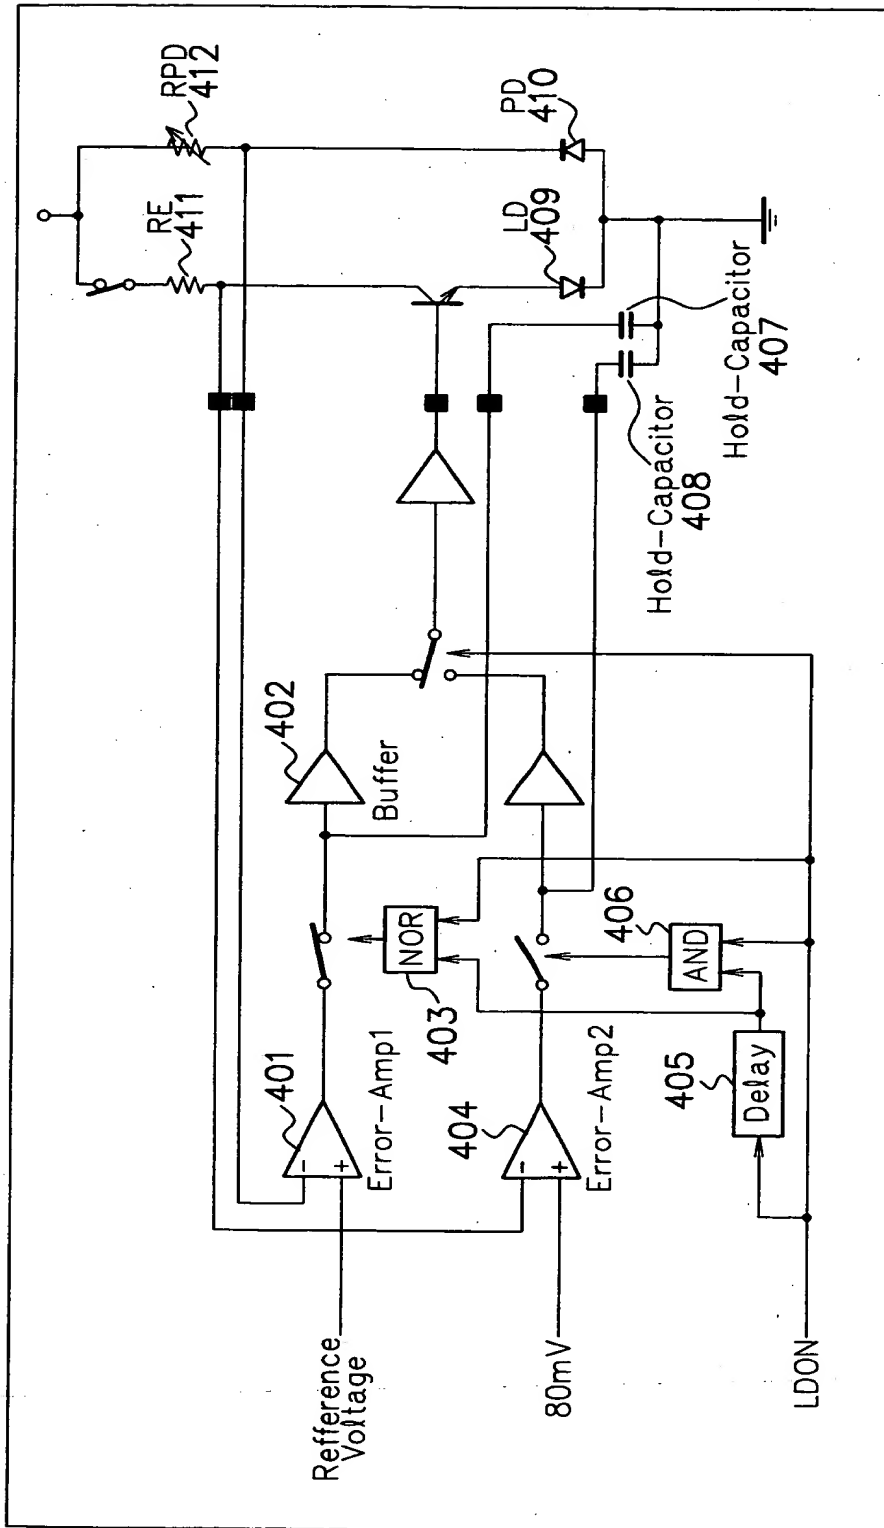 RPD
412
RE
411
PD
410
LD
409
Hold-Capacitor
407
Hold-Capacitor
408
402
Buffer
401
-
+
Error-Amp1
NOR
403
404
-
+
Error-Amp2
406
AND
405
Delay
Refference
Voltage
80mV
LDON